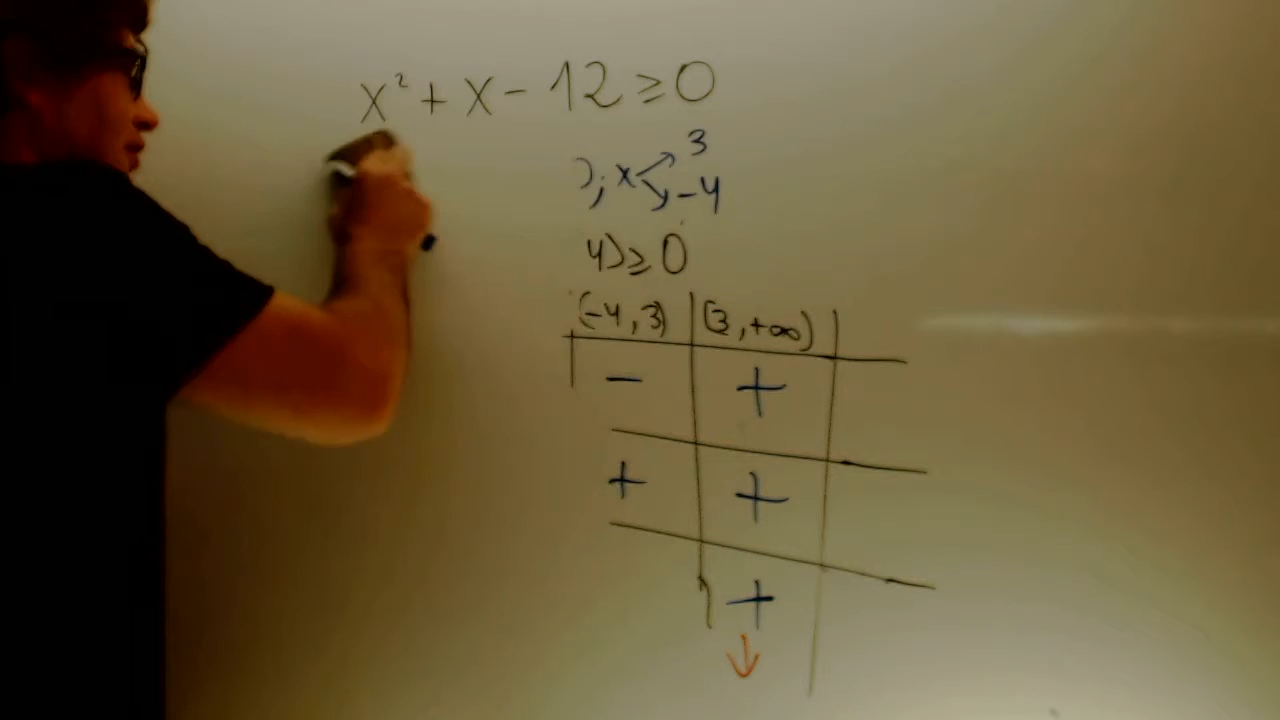 x² + x - 12 ≥ 0
); x 3
-4
4) ≥ 0
(-4, 3) (3, +∞)
- +
+ +
+